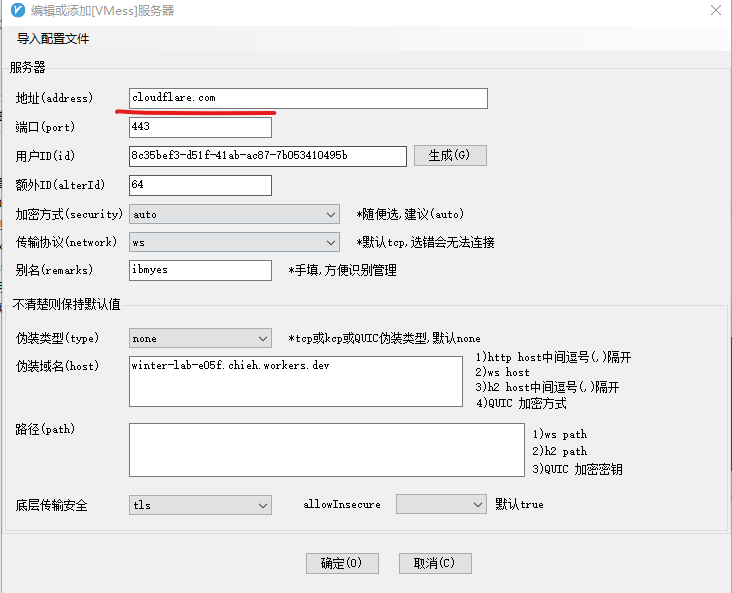 编辑或添加[VMess]服务器
导入配置文件
服务器
地址(address) cloudflare.com
端口(port) 443
用户ID(id) 8c35bef3-d51f-41ab-ac87-7b053410495b 生成(G)
额外ID(alterId) 64
加密方式(security) auto *随便选,建议(auto)
传输协议(network) ws *默认tcp,选错会无法连接
别名(remarks) ibmyes *手填,方便识别管理
不清楚则保持默认值
伪装类型(type) none *tcp或kcp或QUIC伪装类型,默认none
伪装域名(host) winter-lab-e05f.chieh.workers.dev 1)http host中间逗号(,)隔开
2)ws host
3)h2 host中间逗号(,)隔开
4)QUIC 加密方式
路径(path) 1)ws path
2)h2 path
3)QUIC 加密密钥
底层传输安全 tls allowInsecure 默认true
确定(O) 取消(C)